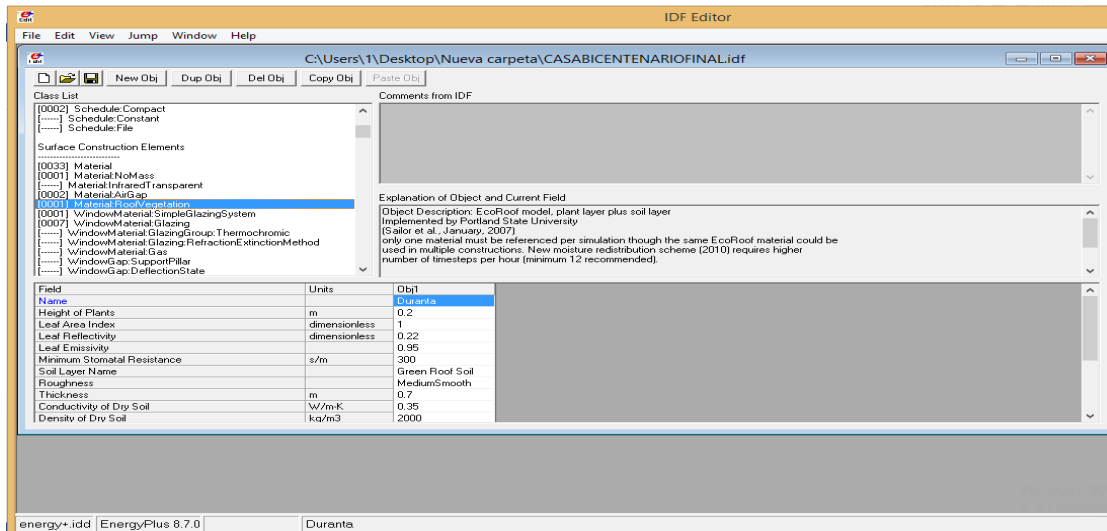 IDF Editor
File Edit View Jump Window Help
C:\Users\1\Desktop\Nueva carpeta\CASABICENTENARIOFINAL.idf
New Obj Dup Obj Del Obj Copy Obj Paste Obj
Class List
Comments from IDF
[0002] Schedule:Compact
[------] Schedule:Constant
[------] Schedule:File
Surface Construction Elements
--------------------------
[0033] Material
[0001] Material:NoMass
[------] Material:InfraredTransparent
[0002] Material:AirGap
[0001] Material:RoofVegetation
[0001] WindowMaterial:SimpleGlazingSystem
[0007] WindowMaterial:Glazing
[------] WindowMaterial:GlazingGroup:Thermochromic
[------] WindowMaterial:Glazing:RefractionExtinctionMethod
[------] WindowMaterial:Gas
[------] WindowGap:SupportPillar
[------] WindowGap:DeflectionState
Explanation of Object and Current Field
Object Description: EcoRoof model, plant layer plus soil layer
Implemented by Portland State University
(Sailor et al., January, 2007)
only one material must be referenced per simulation though the same EcoRoof material could be
used in multiple constructions. New moisture redistribution scheme (2010) requires higher
number of timesteps per hour (minimum 12 recommended).
Field Units Obj1
Name Duranta
Height of Plants m 0.2
Leaf Area Index dimensionless 1
Leaf Reflectivity dimensionless 0.22
Leaf Emissivity 0.95
Minimum Stomatal Resistance s/m 300
Soil Layer Name Green Roof Soil
Roughness MediumSmooth
Thickness m 0.7
Conductivity of Dry Soil W/m-K 0.35
Density of Dry Soil kg/m3 2000
energy+.idd EnergyPlus 8.7.0 Duranta